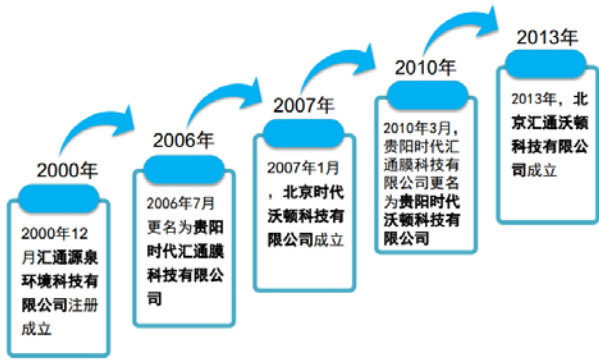 2000年
2000年12
月汇通源泉
环境科技有
限公司注册
成立
2006年
2006年7月
更名为贵阳
时代汇通膜
科技有限公
司
2007年
2007年1月
，北京时代
沃顿科技有
限公司成立
2010年
2010年3月，
贵阳时代汇
通膜科技有
限公司更名
为贵阳时代
沃顿科技有
限公司
2013年
2013年，北
京汇通沃顿
科技有限公
司成立